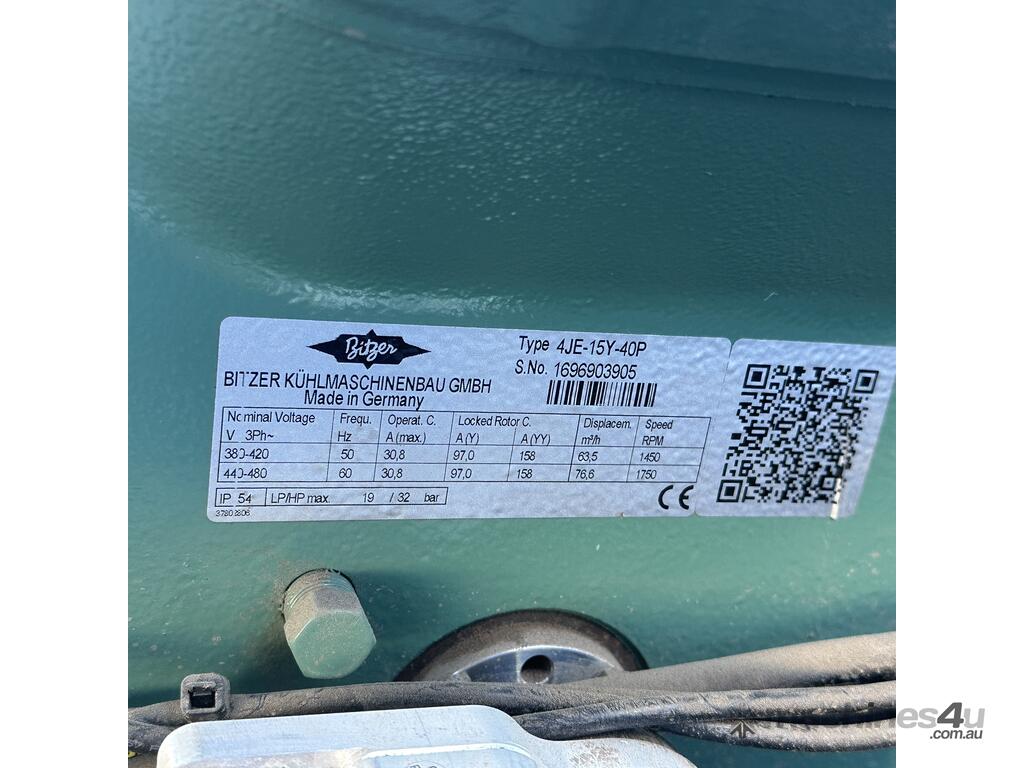 Bitzer
BITZER KÜHLMASCHINENBAU GMBH
Made in Germany
Type 4JE-15Y-40P
S.No. 1696903905
Nominal Voltage Frequ. Operat. C. Locked Rotor C. Displacem. Speed
V 3Ph~ Hz A (max.) A (Y) A (YY) m³/h RPM
380-420 50 30,8 97,0 158 63,5 1450
440-480 60 30,8 97,0 158 76,6 1750
IP 54 LP/HP max. 19 / 32 bar
37802806
machines4u
.com.au